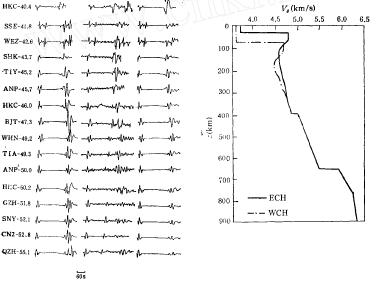 HKC-40.4
SSE-41.8
WEZ-42.6
SHK-43.7
TIY-45.2
ANP-45.7
HKC-46.0
BJT-47.3
WHN-49.2
TIA-49.3
ANP-50.0
HEC-50.2
GZH-51.8
SNY-52.1
CN2-52.8
QZH-55.1
60s
(km/s)
4.0 4.5 5.0 5.5 6.0 6.5
0
100
200
300
400
500
600
700
800
900
z(km)
ECH
WCH